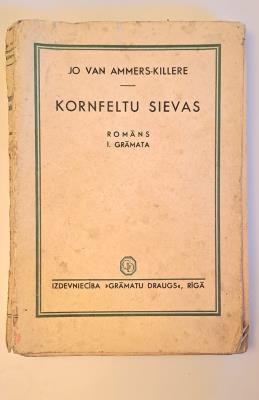 JO VAN AMMERS-KILLERE
KORNFELTU SIEVAS
ROMĀNS
I. GRĀMATA
IZDEVNIECĪBA »GRĀMATU DRAUGS«, RĪGĀ